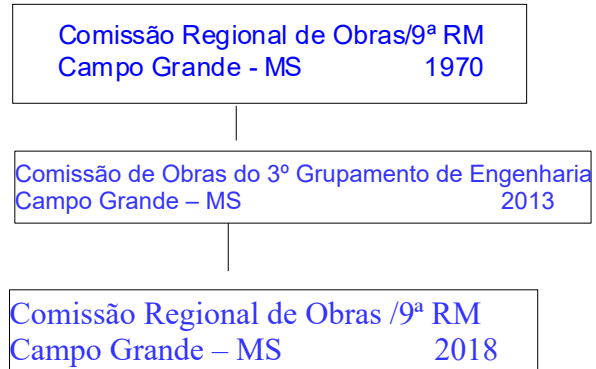 Comissão Regional de Obras/9ª RM
Campo Grande - MS 1970
Comissão de Obras do 3º Grupamento de Engenharia
Campo Grande – MS 2013
Comissão Regional de Obras /9ª RM
Campo Grande – MS 2018